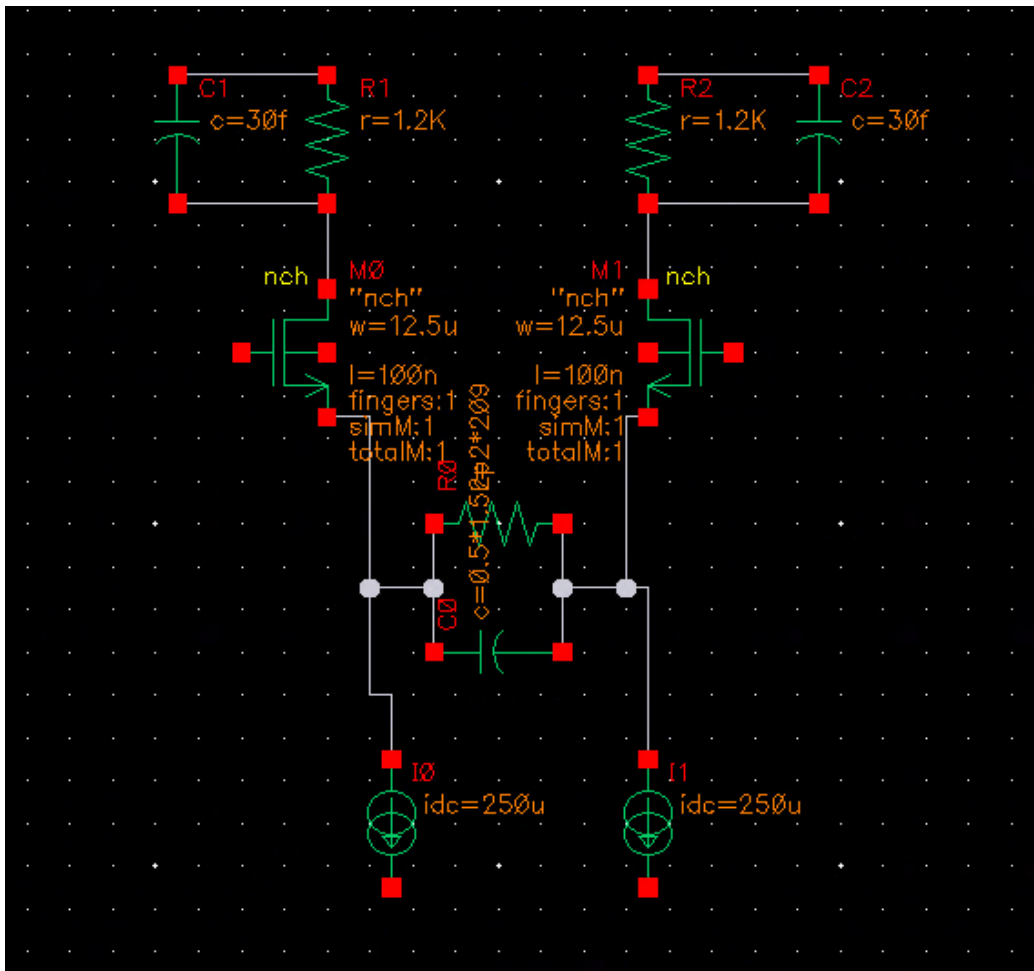 C1
c=30f
R1
r=1.2K
R2
r=1.2K
C2
c=30f
nch
M0
"nch"
w=12.5u
l=100n
fingers:1
simM:1
totalM:1
M1
nch
"nch"
w=12.5u
l=100n
fingers:1
simM:1
totalM:1
R0
C0
I0
idc=250u
I1
idc=250u